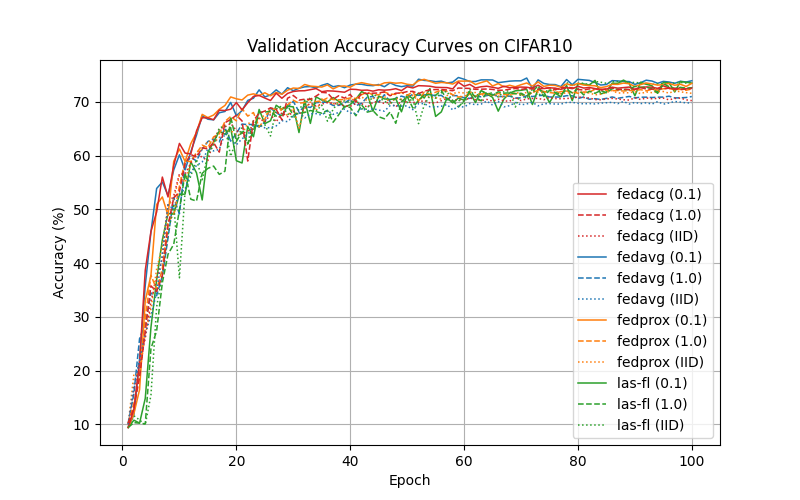 Validation Accuracy Curves on CIFAR10
Accuracy (%)
70
60
50
40
30
20
10
0
20
40
60
80
100
Epoch
fedacg (0.1)
fedacg (1.0)
fedacg (IID)
fedavg (0.1)
fedavg (1.0)
fedavg (IID)
fedprox (0.1)
fedprox (1.0)
fedprox (IID)
las-fl (0.1)
las-fl (1.0)
las-fl (IID)